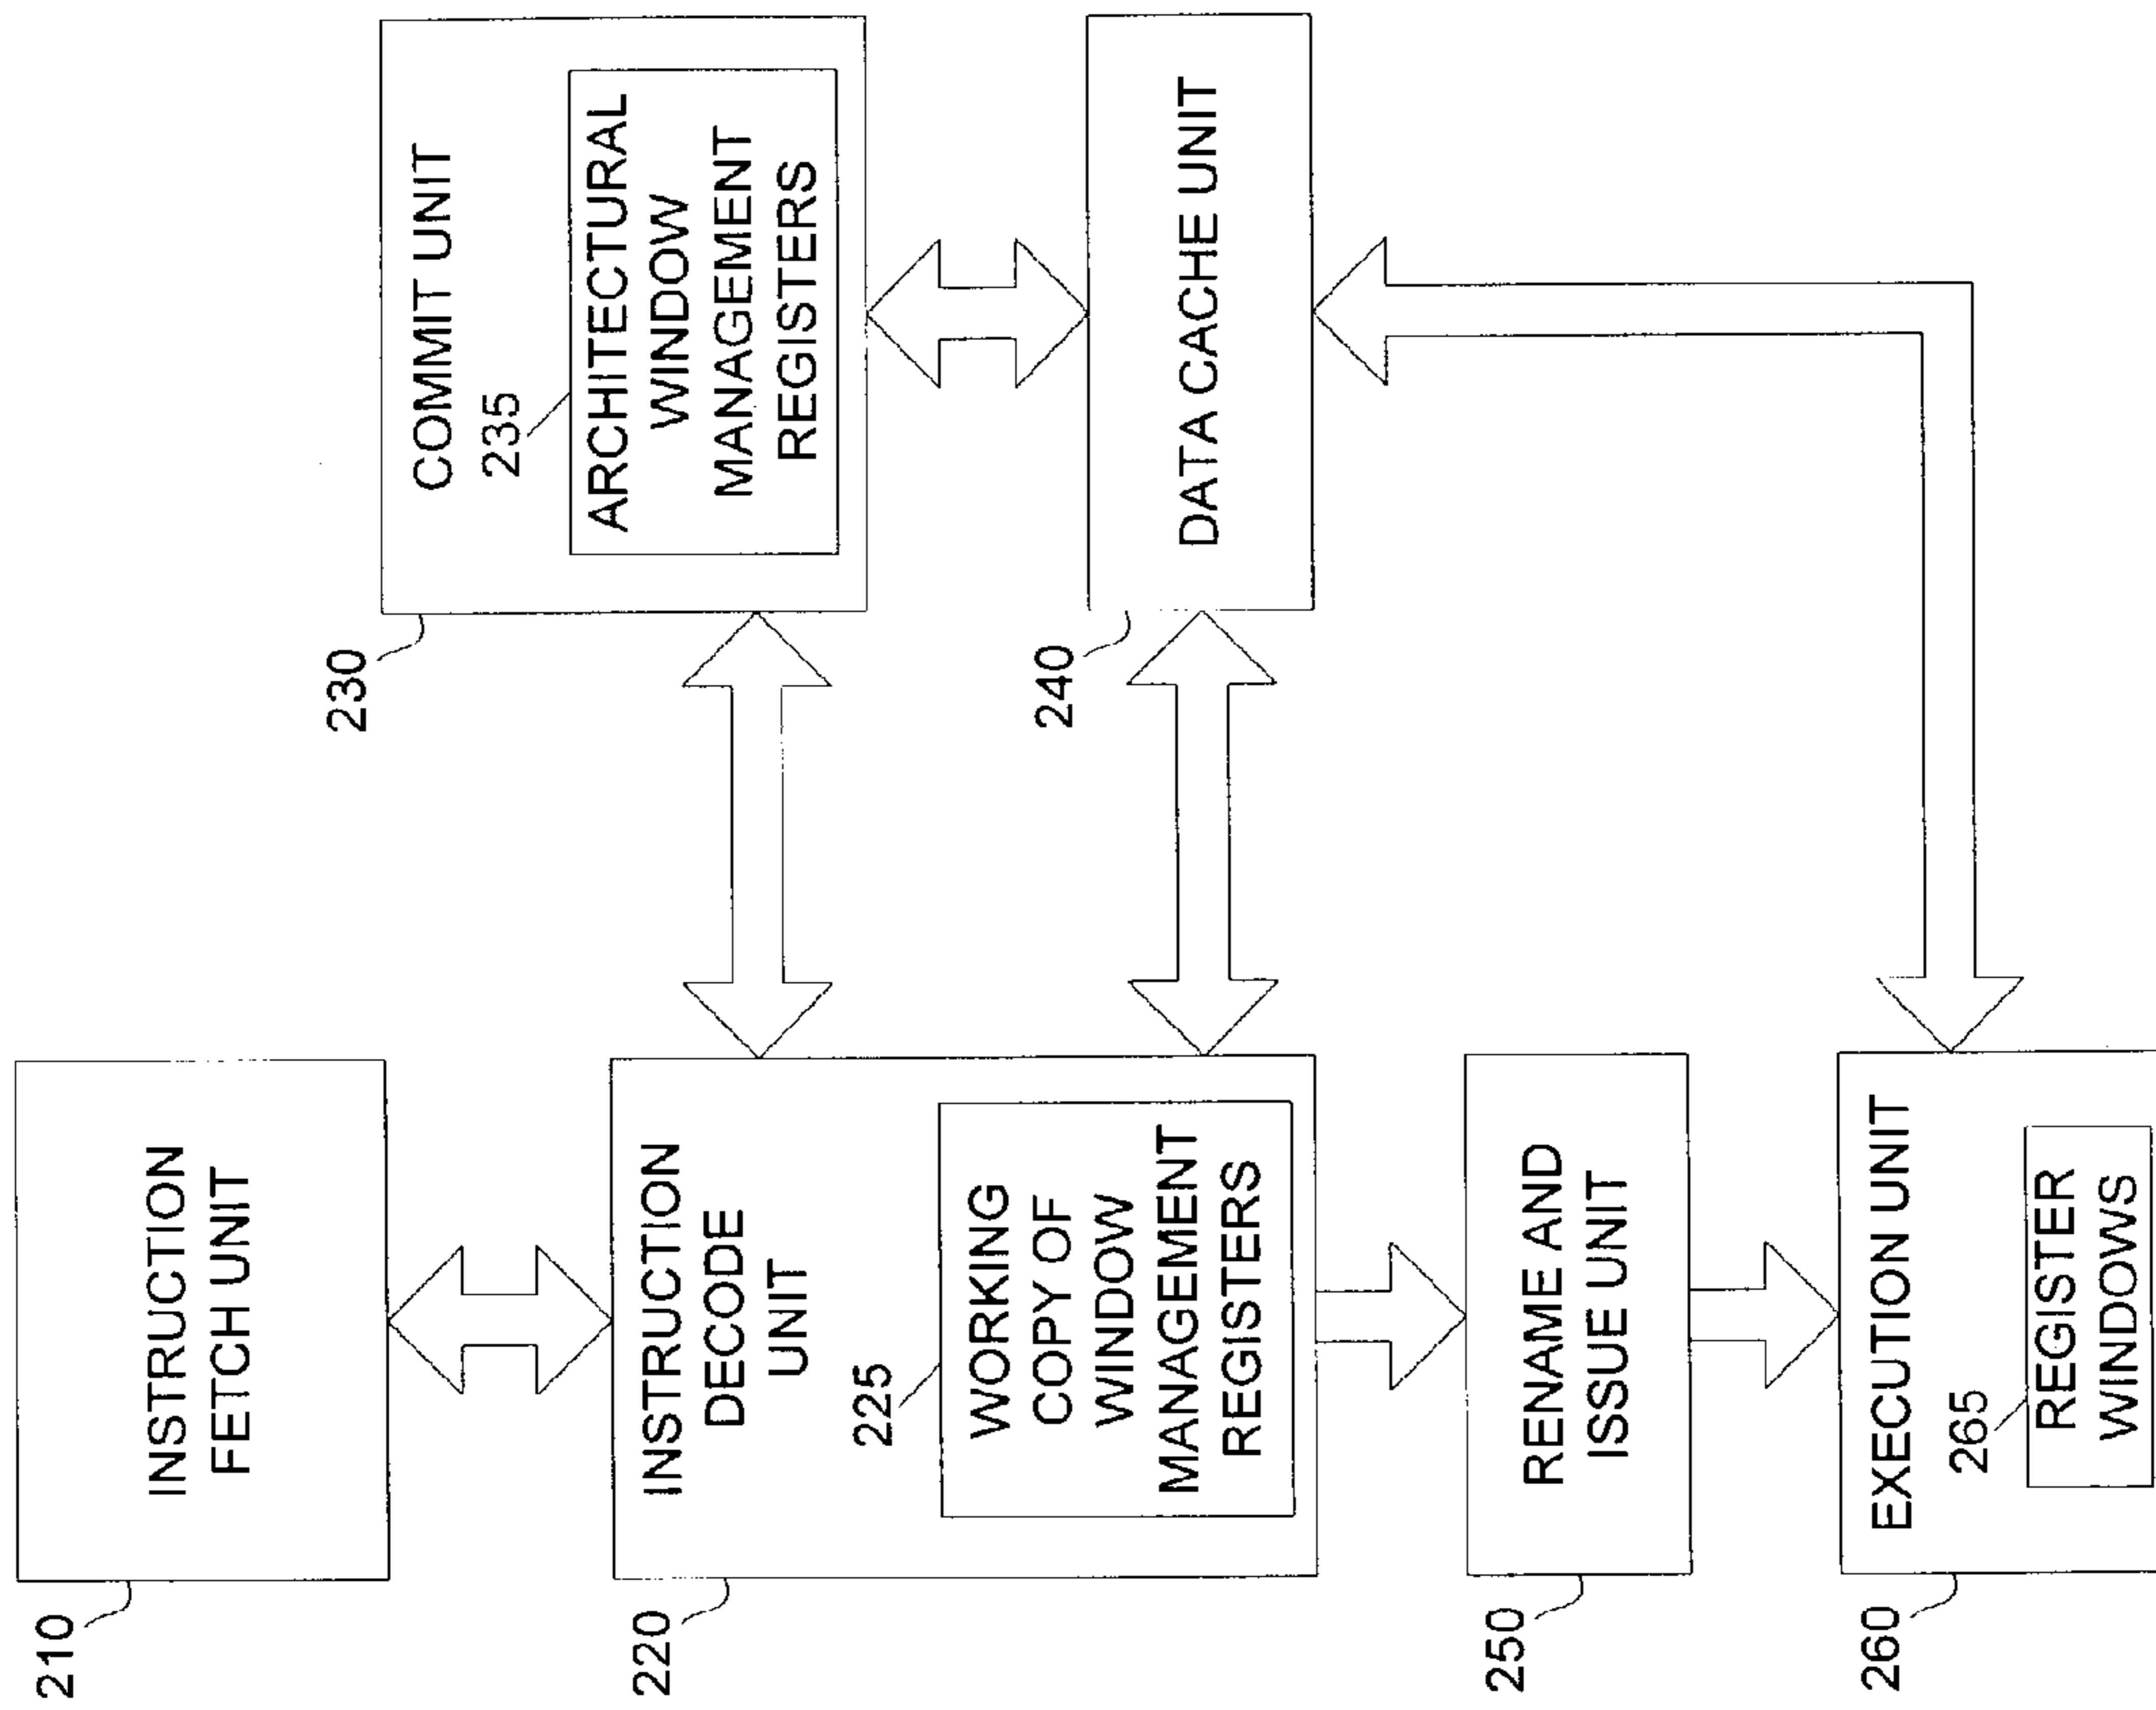 210
INSTRUCTION
FETCH UNIT
220
INSTRUCTION
DECODE
UNIT
225
WORKING
COPY OF
WINDOW
MANAGEMENT
REGISTERS
230
COMMIT UNIT
235
ARCHITECTURAL
WINDOW
MANAGEMENT
REGISTERS
240
DATA CACHE UNIT
250
RENAME AND
ISSUE UNIT
260
EXECUTION UNIT
265
REGISTER
WINDOWS